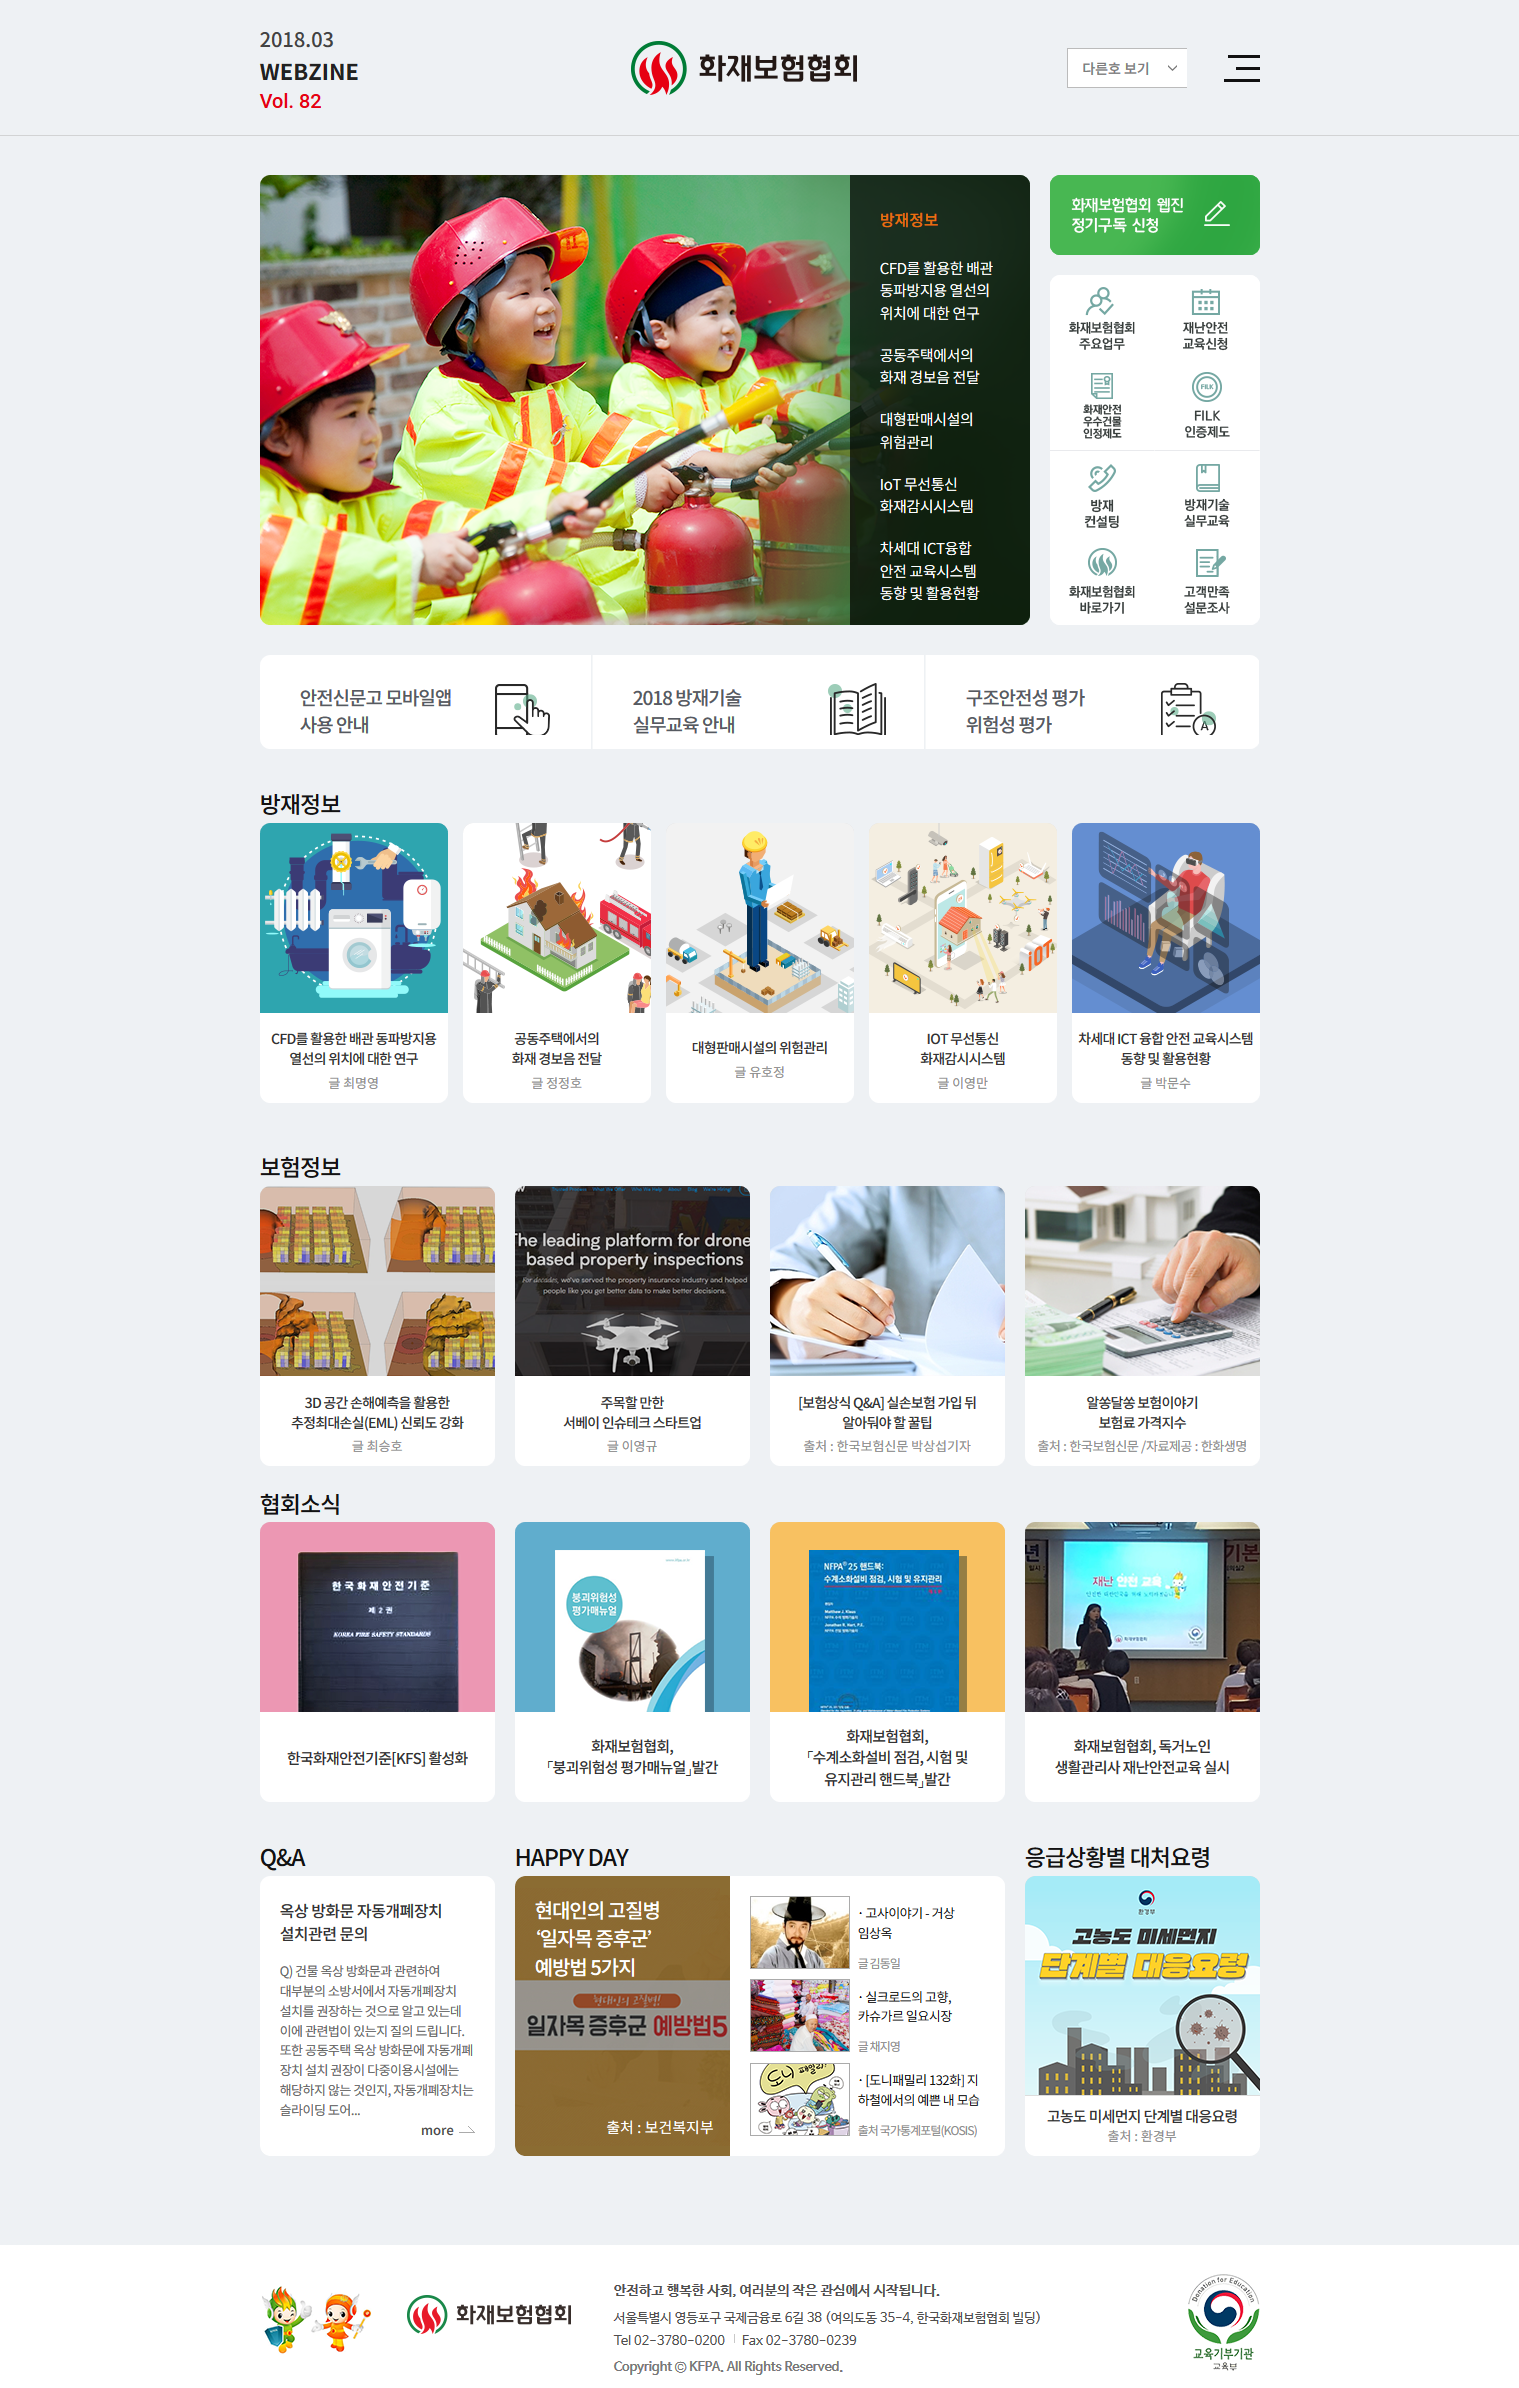 2018.03
WEBZINE
Vol. 82
화재보험협회
다른호 보기
방재정보
CFD를 활용한 배관
동파방지용 열선의
위치에 대한 연구
공동주택에서의
화재 경보음 전달
대형판매시설의
위험관리
IoT 무선통신
화재감시시스템
차세대 ICT융합
안전 교육시스템
동향 및 활용현황
화재보험협회 웹진
정기구독 신청
화재보험협회
주요업무
재난안전
교육신청
화재안전
우수건물
인정제도
FILK
FILK
인증제도
방재
컨설팅
방재기술
실무교육
화재보험협회
바로가기
고객만족
설문조사
안전신문고 모바일앱
사용 안내
2018 방재기술
실무교육 안내
구조안전성 평가
위험성 평가
A
방재정보
IOT
CFD를 활용한 배관 동파방지용
열선의 위치에 대한 연구
글 최명영
공동주택에서의
화재 경보음 전달
글 정정호
대형판매시설의 위험관리
글 유호정
IOT 무선통신
화재감시시스템
글 이영만
차세대 ICT 융합 안전 교육시스템
동향 및 활용현황
글 박문수
보험정보
The leading platform for drone
based property inspections
For decades, we've served the property insurance industry and helped
people like you get better data to make better decisions.
3D 공간 손해예측을 활용한
추정최대손실(EML) 신뢰도 강화
글 최승호
주목할 만한
서베이 인슈테크 스타트업
글 이영규
[보험상식 Q&A] 실손보험 가입 뒤
알아둬야 할 꿀팁
출처 : 한국보험신문 박상섭기자
알쏭달쏭 보험이야기
보험료 가격지수
출처 : 한국보험신문 /자료제공 : 한화생명
협회소식
한국화재안전기준
제 2 권
KOREA FIRE SAFETY STANDARDS
붕괴위험성
평가매뉴얼
NFPA® 25 핸드북:
수계소화설비 점검, 시험 및 유지관리
재난 안전 교육
화재보험협회
한국화재안전기준[KFS] 활성화
화재보험협회,
「붕괴위험성 평가매뉴얼」발간
화재보험협회,
「수계소화설비 점검, 시험 및
유지관리 핸드북」발간
화재보험협회, 독거노인
생활관리사 재난안전교육 실시
Q&A
옥상 방화문 자동개폐장치
설치관련 문의
Q) 건물 옥상 방화문과 관련하여
대부분의 소방서에서 자동개폐장치
설치를 권장하는 것으로 알고 있는데
이에 관련법이 있는지 질의 드립니다.
또한 공동주택 옥상 방화문에 자동개폐
장치 설치 권장이 다중이용시설에는
해당하지 않는 것인지, 자동개폐장치는
슬라이딩 도어...
more
HAPPY DAY
현대인의 고질병
‘일자목 증후군’
예방법 5가지
현대인의 고질병!
일자목 증후군 예방법5
출처 : 보건복지부
· 고사이야기 - 거상
임상옥
글 김동일
· 실크로드의 고향,
카슈가르 일요시장
글 채지영
도니 패밀리
· [도니패밀리 132화] 지
하철에서의 예쁜 내 모습
출처 국가통계포털(KOSIS)
응급상황별 대처요령
환경부
고농도 미세먼지
단계별 대응요령
고농도 미세먼지 단계별 대응요령
출처 : 환경부
화재보험협회
안전하고 행복한 사회, 여러분의 작은 관심에서 시작됩니다.
서울특별시 영등포구 국제금융로 6길 38 (여의도동 35-4, 한국화재보험협회 빌딩)
Tel 02-3780-0200 | Fax 02-3780-0239
Copyright ⓒ KFPA. All Rights Reserved.
Donation for Education
교육기부기관
교육부